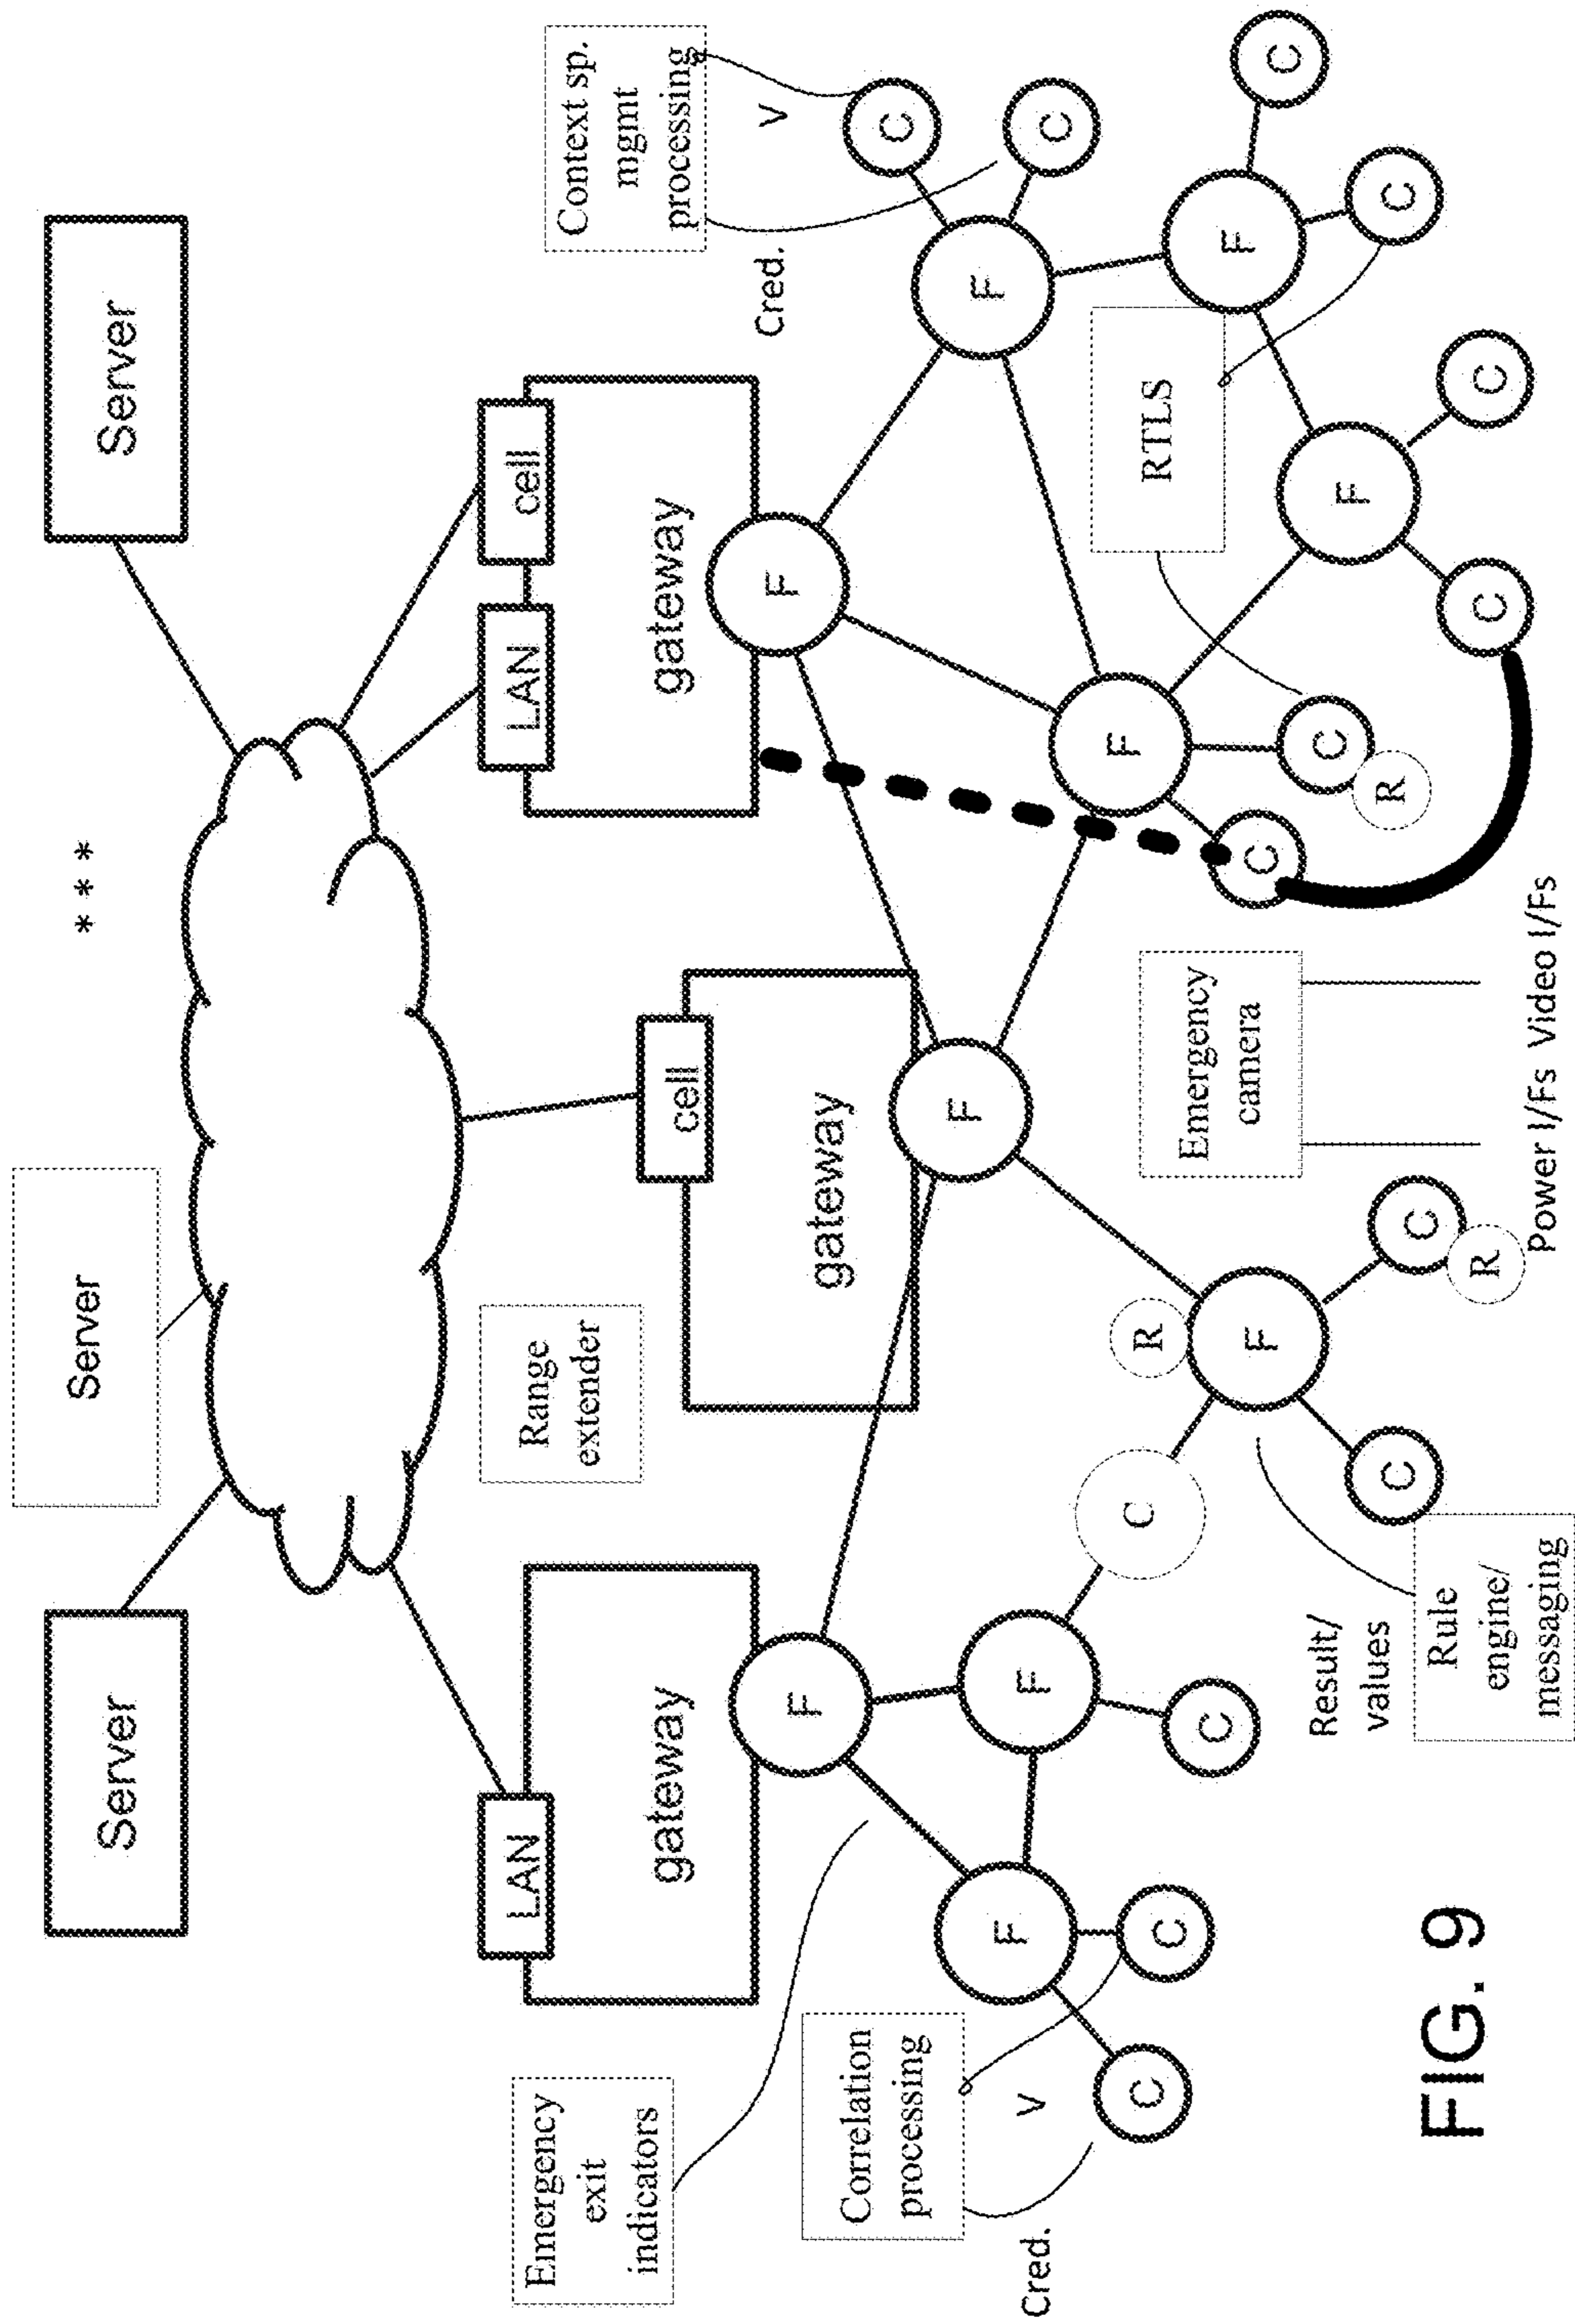 Server
Server
Server
* * *
LAN
LAN
cell
Range
extender
Emergency
exit
indicators
Context sp.
mgmt
processing
gateway
cell
gateway
gateway
V
Cred.
F
F
C
Correlation
processing
F
F
F
F
V
Cred.
C
C
F
C
R
RTLS
C
C
Emergency
camera
F
C
F
C
Result/
values
C
R
F
C
C
C
R
Rule
engine/
messaging
C
C
FIG. 9
Power I/Fs Video I/Fs